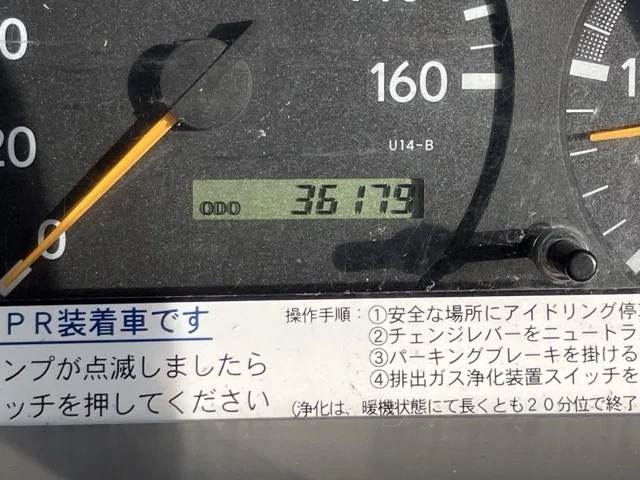 160
U14-B
20
0
ODO 36179
PR装着車です
ンプが点滅しましたら
ッチを押してください
操作手順：①安全な場所にアイドリング停
②チェンジレバーをニュートラ
③パーキングブレーキを掛ける
④排出ガス浄化装置スイッチを
（浄化は、暖機状態にて長くとも20分位で終了